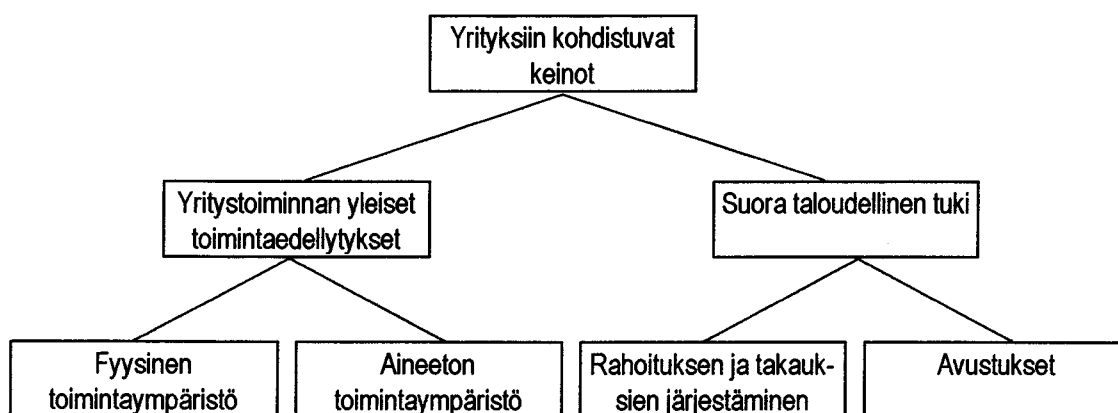 Yrityksiin kohdistuvat
keinot
Yritystoiminnan yleiset
toimintaedellytykset
Suora taloudellinen tuki
Fyysinen
toimintaympäristö
Aineeton
toimintaympäristö
Rahoituksen ja takauk-
sien järjestäminen
Avustukset